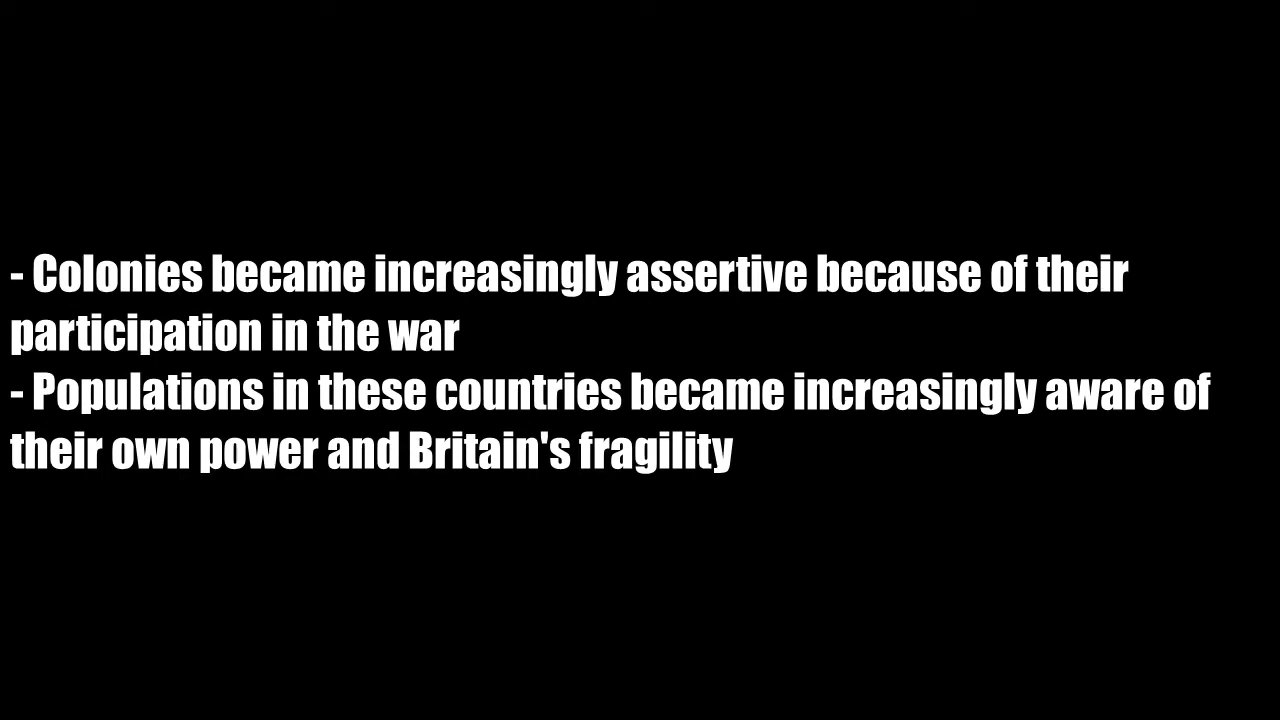 - Colonies became increasingly assertive because of their
participation in the war
- Populations in these countries became increasingly aware of
their own power and Britain's fragility